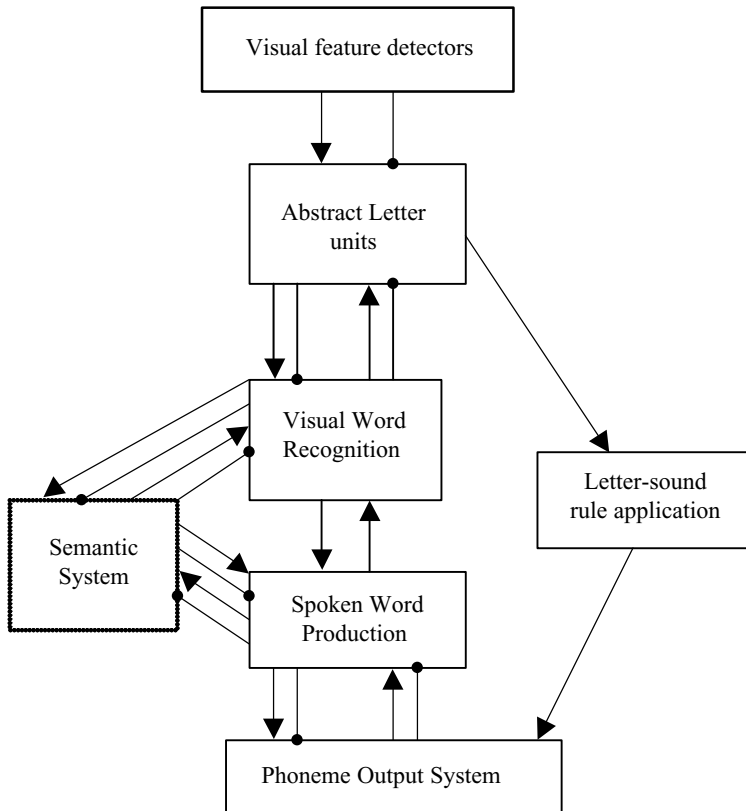 Visual feature detectors
Abstract Letter
units
Visual Word
Recognition
Letter-sound
rule application
Semantic
System
Spoken Word
Production
Phoneme Output System